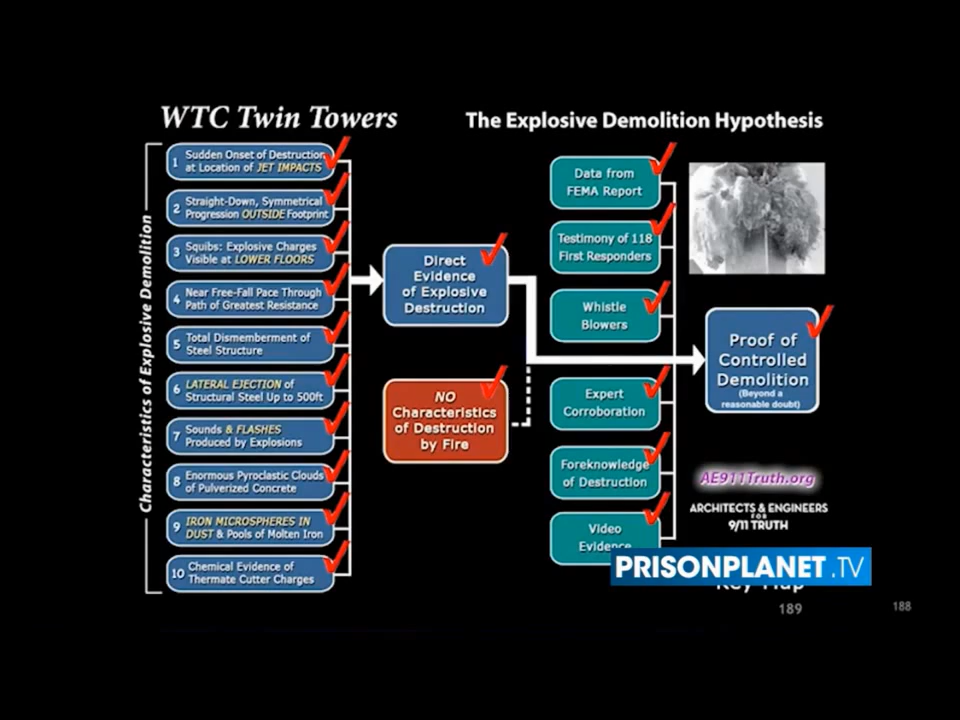 WTC Twin Towers
The Explosive Demolition Hypothesis
Characteristics of Explosive Demolition
1 Sudden Onset of Destruction
at Location of JET IMPACTS
2 Straight-Down, Symmetrical
Progression OUTSIDE Footprint
3 Squibs: Explosive Charges
Visible at LOWER FLOORS
4 Near Free-Fall Pace Through
Path of Greatest Resistance
5 Total Dismemberment of
Steel Structure
6 LATERAL EJECTION of
Structural Steel Up to 500ft
7 Sounds & FLASHES
Produced by Explosions
8 Enormous Pyroclastic Clouds
of Pulverized Concrete
9 IRON MICROSPHERES IN
DUST & Pools of Molten Iron
10 Chemical Evidence of
Thermate Cutter Charges
Direct
Evidence
of Explosive
Destruction
NO
Characteristics
of Destruction
by Fire
Data from
FEMA Report
Testimony of 118
First Responders
Whistle
Blowers
Expert
Corroboration
Foreknowledge
of Destruction
Video
Evidence
Proof of
Controlled
Demolition
(Beyond a
reasonable doubt)
AE911Truth.org
ARCHITECTS & ENGINEERS
FOR
9/11 TRUTH
PRISONPLANET.TV
189
188